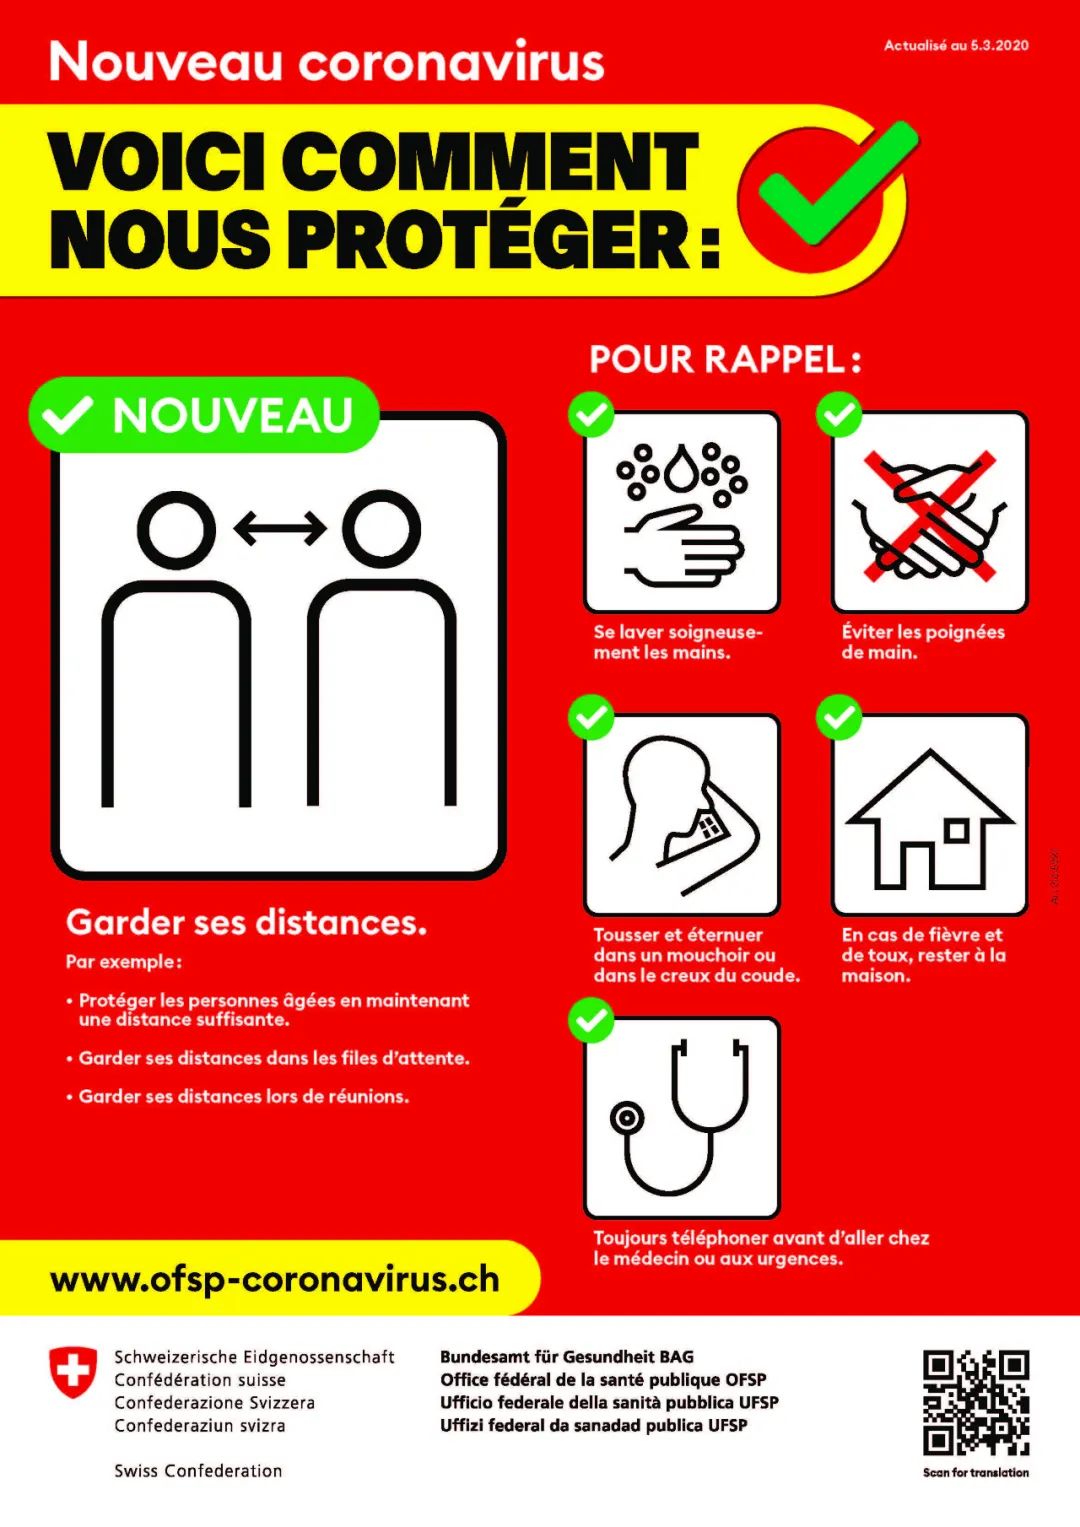 Nouveau coronavirus
Actualisé au 5.3.2020
VOICI COMMENT
NOUS PROTÉGER :
NOUVEAU
Garder ses distances.
Par exemple :
• Protéger les personnes âgées en maintenant
une distance suffisante.
• Garder ses distances dans les files d'attente.
• Garder ses distances lors de réunions.
POUR RAPPEL :
Se laver soigneuse-
ment les mains.
Éviter les poignées
de main.
Tousser et éternuer
dans un mouchoir ou
dans le creux du coude.
En cas de fièvre et
de toux, rester à la
maison.
Toujours téléphoner avant d'aller chez
le médecin ou aux urgences.
www.ofsp-coronavirus.ch
Schweizerische Eidgenossenschaft
Confédération suisse
Confederazione Svizzera
Confederaziun svizra
Swiss Confederation
Bundesamt für Gesundheit BAG
Office fédéral de la santé publique OFSP
Ufficio federale della sanità pubblica UFSP
Uffizi federal da sanadad publica UFSP
Scan for translation